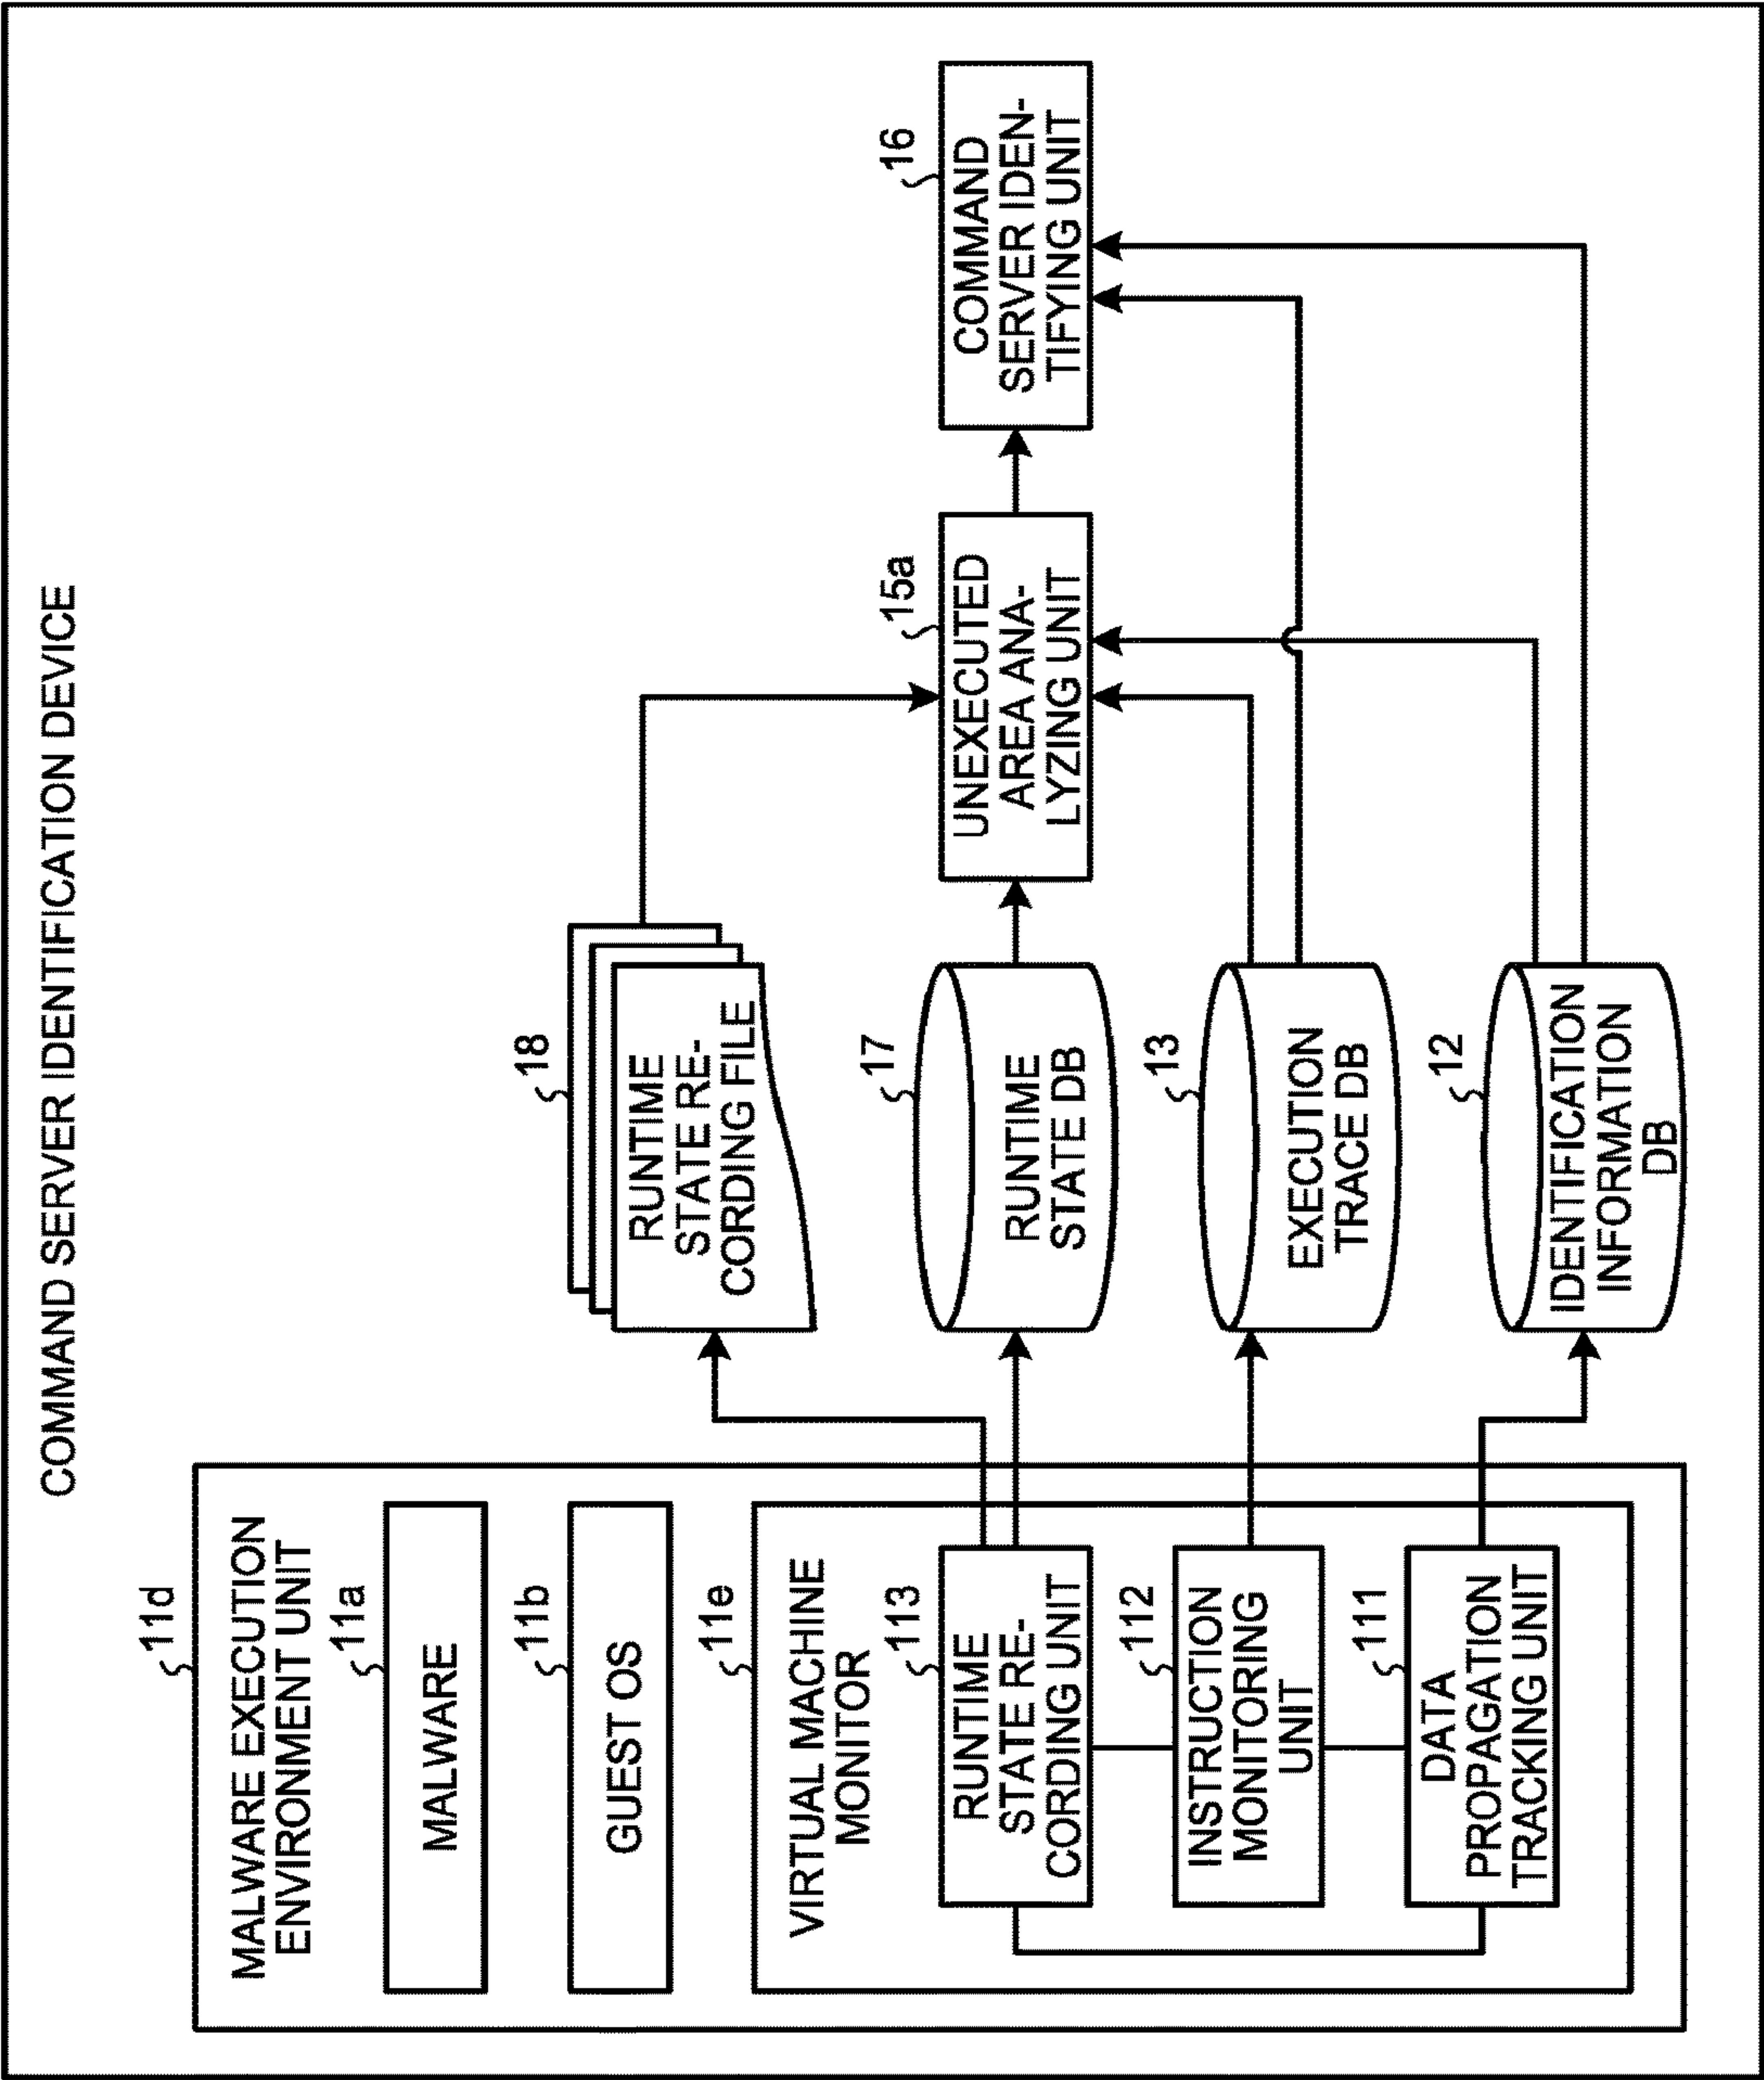 COMMAND SERVER IDENTIFICATION DEVICE
11d
MALWARE EXECUTION
ENVIRONMENT UNIT
11a
MALWARE
11b
GUEST OS
11e
VIRTUAL MACHINE
MONITOR
113
RUNTIME
STATE RE-
CORDING UNIT
112
INSTRUCTION
MONITORING
UNIT
111
DATA
PROPAGATION
TRACKING UNIT
18
RUNTIME
STATE RE-
CORDING FILE
17
RUNTIME
STATE DB
13
EXECUTION
TRACE DB
12
IDENTIFICATION
INFORMATION
DB
15a
UNEXECUTED
AREA ANA-
LYZING UNIT
16
COMMAND
SERVER IDEN-
TIFYING UNIT